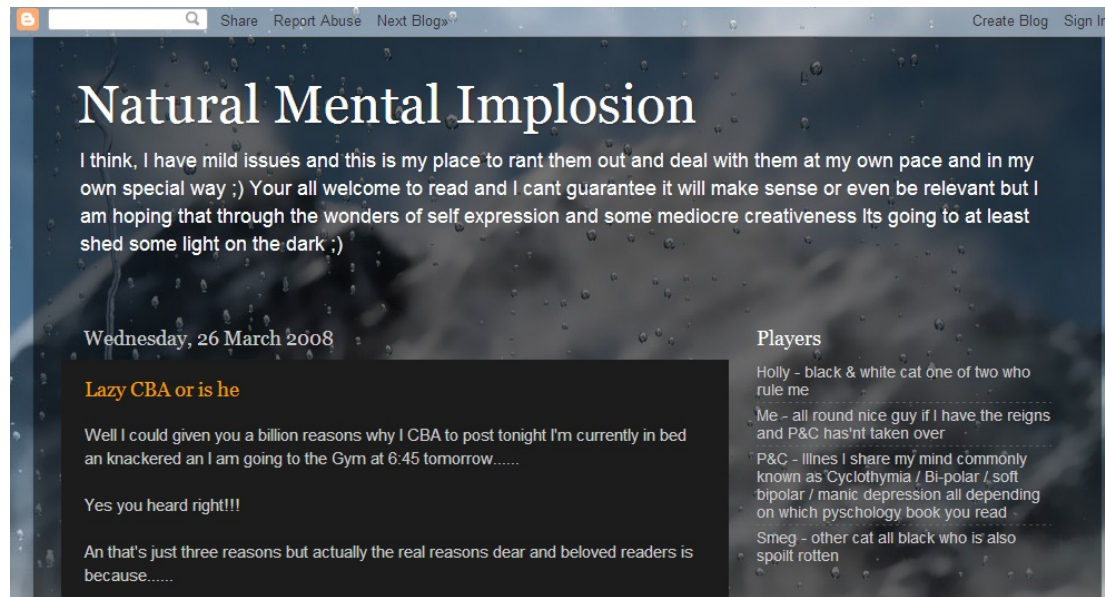 Share Report Abuse Next Blog»
Create Blog Sign In
Natural Mental Implosion
I think, I have mild issues and this is my place to rant them out and deal with them at my own pace and in my
own special way ;) Your all welcome to read and I cant guarantee it will make sense or even be relevant but I
am hoping that through the wonders of self expression and some mediocre creativeness Its going to at least
shed some light on the dark ;)
Wednesday, 26 March 2008
Lazy CBA or is he
Well I could given you a billion reasons why I CBA to post tonight I'm currently in bed
an knackered an I am going to the Gym at 6:45 tomorrow......
Yes you heard right!!!
An that's just three reasons but actually the real reasons dear and beloved readers is
because......
Players
Holly - black & white cat one of two who
rule me
Me - all round nice guy if I have the reigns
and P&C has'nt taken over
P&C - Illnes I share my mind commonly
known as Cyclothymia / Bi-polar / soft
bipolar / manic depression all depending
on which pyschology book you read
Smeg - other cat all black who is also
spoilt rotten